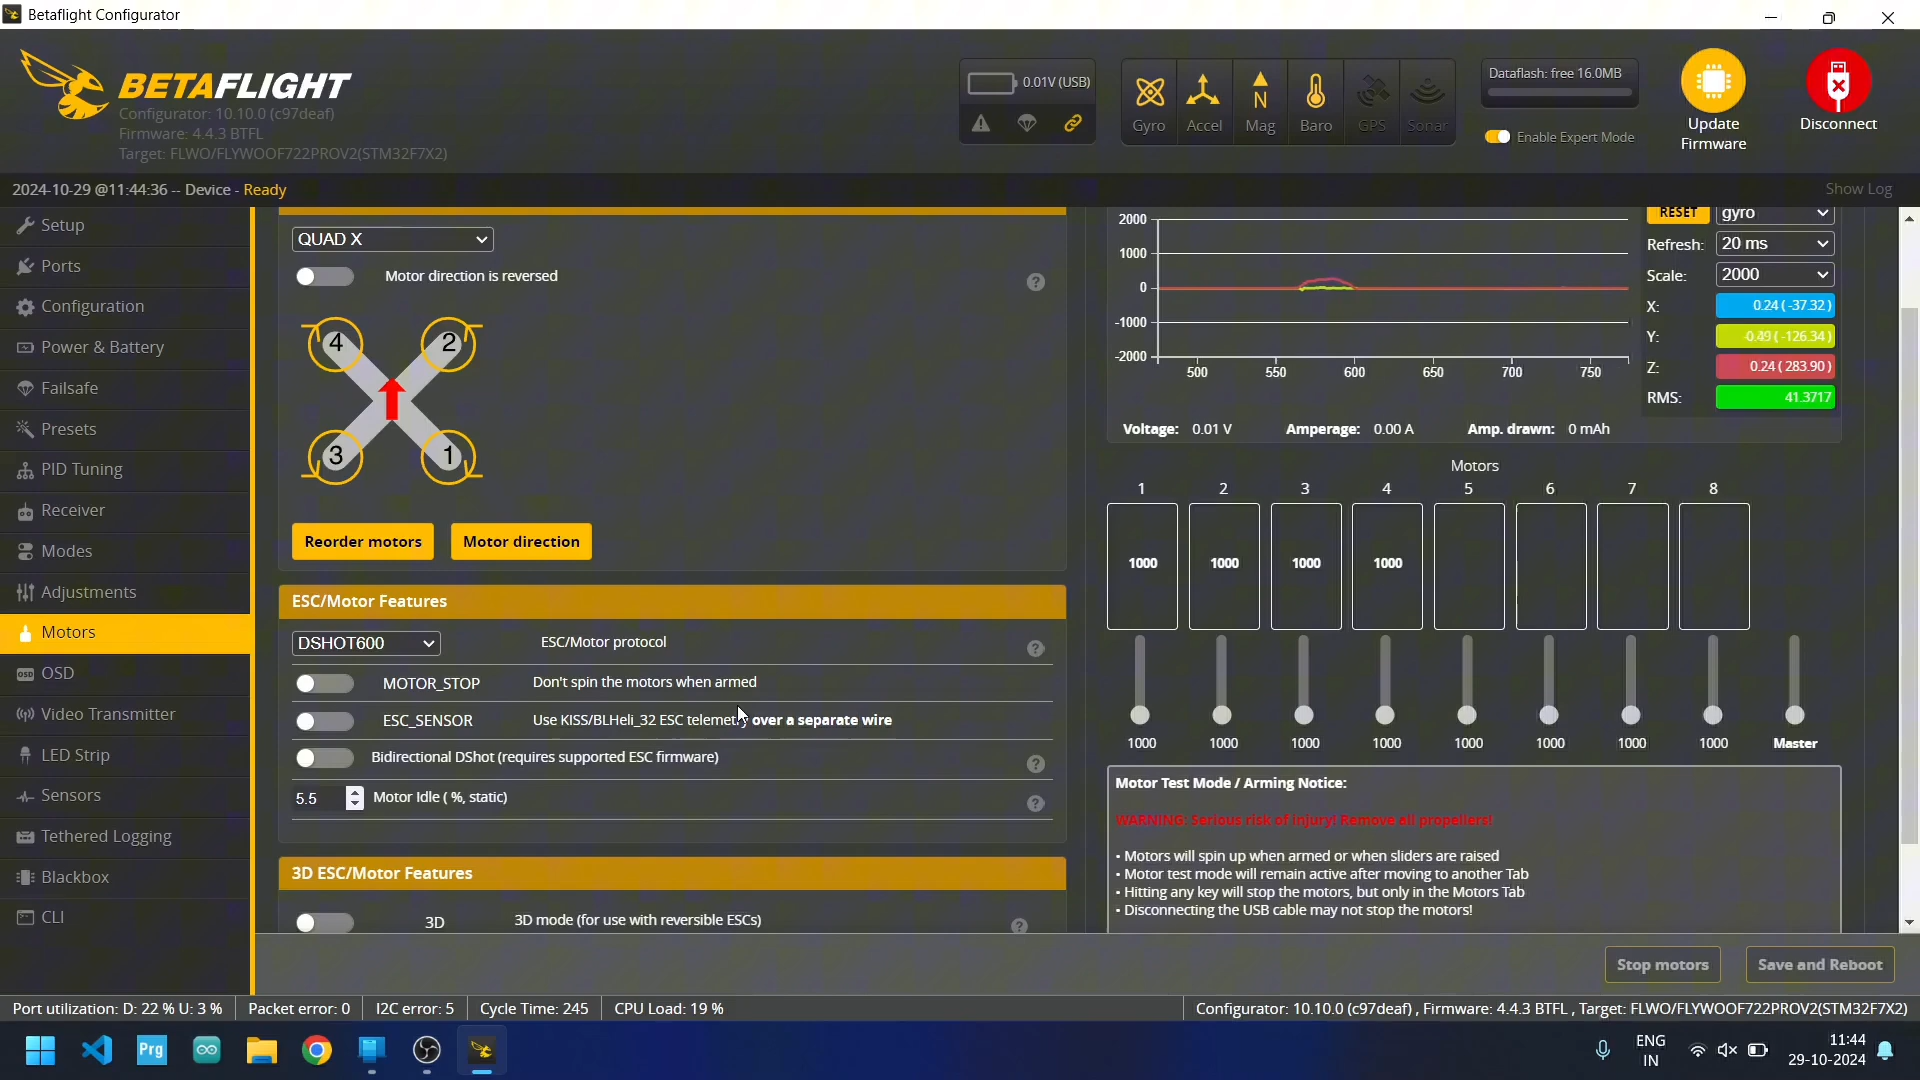 Betaflight Configurator
BETAFLIGHT
Configurator: 10.10.0 (c97deaf)
Firmware: 4.4.3 BTFL
Target: FLWO/FLYWOOF722PROV2(STM32F7X2)
0.01V (USB)
N
Gyro
Accel
Mag
Baro
GPS
Sonar
Dataflash: free 16.0MB
Enable Expert Mode
Update
Firmware
Disconnect
2024-10-29 @11:44:36 -- Device - Ready
Show Log
Setup
Ports
Configuration
Power & Battery
Failsafe
Presets
PID Tuning
Receiver
Modes
Adjustments
Motors
OSD
OSD
Video Transmitter
LED Strip
Sensors
Tethered Logging
Blackbox
CLI
QUAD X
Motor direction is reversed
?
4
2
3
1
Reorder motors
Motor direction
ESC/Motor Features
DSHOT600
ESC/Motor protocol
?
MOTOR_STOP
Don't spin the motors when armed
ESC_SENSOR
Use KISS/BLHeli_32 ESC telemetry over a separate wire
Bidirectional DShot (requires supported ESC firmware)
?
5.5
Motor Idle ( %, static)
?
3D ESC/Motor Features
3D
3D mode (for use with reversible ESCs)
?
2000
1000
0
-1000
-2000
500
550
600
650
700
750
RESET
gyro
Refresh:
20 ms
Scale:
2000
X:
0.24 ( -37.32 )
Y:
-0.49 ( -126.34 )
Z:
0.24 ( 283.90 )
RMS:
41.3717
Voltage: 0.01 V
Amperage: 0.00 A
Amp. drawn: 0 mAh
Motors
1 2 3 4 5 6 7 8
1000 1000 1000 1000
1000 1000 1000 1000 1000 1000 1000 1000 Master
Motor Test Mode / Arming Notice:
WARNING: Serious risk of injury! Remove all propellers!
• Motors will spin up when armed or when sliders are raised
• Motor test mode will remain active after moving to another Tab
• Hitting any key will stop the motors, but only in the Motors Tab
• Disconnecting the USB cable may not stop the motors!
Stop motors
Save and Reboot
Port utilization: D: 22 % U: 3 %
Packet error: 0
I2C error: 5
Cycle Time: 245
CPU Load: 19 %
Configurator: 10.10.0 (c97deaf) , Firmware: 4.4.3 BTFL , Target: FLWO/FLYWOOF722PROV2(STM32F7X2)
Prg
ENG
IN
11:44
29-10-2024